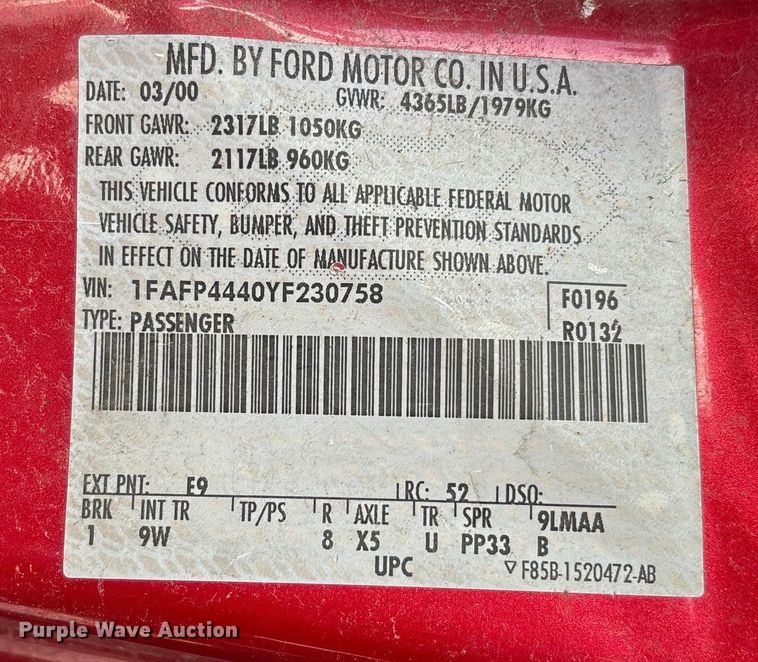 MFD. BY FORD MOTOR CO. IN U.S.A.
DATE: 03/00 GVWR: 4365LB/1979KG
FRONT GAWR: 2317LB 1050KG
REAR GAWR: 2117LB 960KG
THIS VEHICLE CONFORMS TO ALL APPLICABLE FEDERAL MOTOR
VEHICLE SAFETY, BUMPER, AND THEFT PREVENTION STANDARDS
IN EFFECT ON THE DATE OF MANUFACTURE SHOWN ABOVE.
VIN: 1FAFP4440YF230758 F0196
TYPE: PASSENGER R0132
EXT PNT: E9 RC: 52 DSO:
BRK INT TR TP/PS R AXLE TR SPR 9LMAA
1 9W 8 X5 U PP33 B
UPC ▽F85B-1520472-AB
Purple Wave Auction